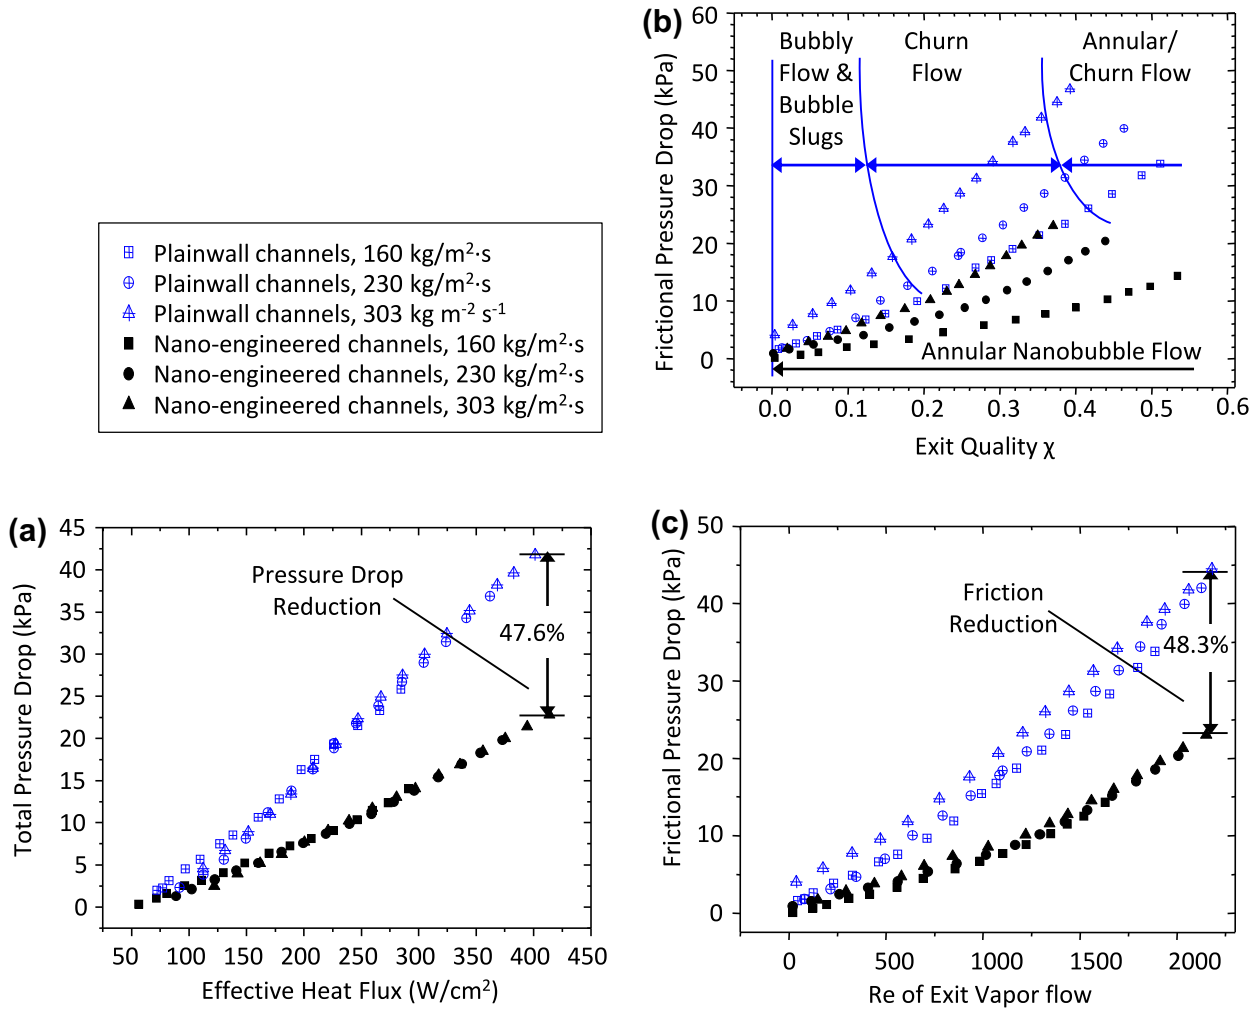 (b)
Frictional Pressure Drop (kPa)
60
50
40
30
20
10
0
Bubbly
Flow &
Bubble
Slugs
Churn
Flow
Annular/
Churn Flow
Annular Nanobubble Flow
0.0
0.1
0.2
0.3
0.4
0.5
0.6
Exit Quality χ
Plainwall channels, 160 kg/m²·s
Plainwall channels, 230 kg/m²·s
Plainwall channels, 303 kg m⁻² s⁻¹
Nano-engineered channels, 160 kg/m²·s
Nano-engineered channels, 230 kg/m²·s
Nano-engineered channels, 303 kg/m²·s
(a)
Total Pressure Drop (kPa)
45
40
35
30
25
20
15
10
5
0
Pressure Drop
Reduction
47.6%
50
100
150
200
250
300
350
400
450
Effective Heat Flux (W/cm²)
(c)
Frictional Pressure Drop (kPa)
50
40
30
20
10
0
Friction
Reduction
48.3%
0
500
1000
1500
2000
Re of Exit Vapor flow